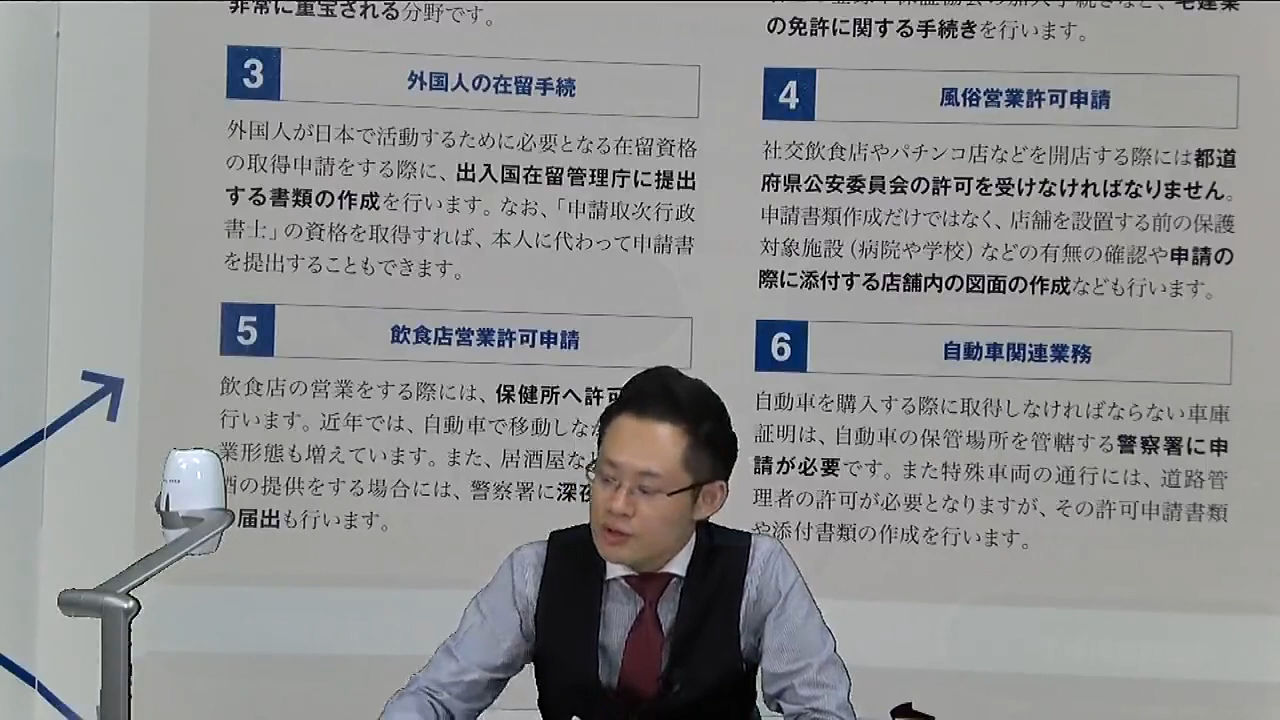 非常に重宝される分野です。
の免許に関する手続きを行います。
3 外国人の在留手続
外国人が日本で活動するために必要となる在留資格
の取得申請をする際に、出入国在留管理庁に提出
する書類の作成を行います。なお、「申請取次行政
書士」の資格を取得すれば、本人に代わって申請書
を提出することもできます。
4 風俗営業許可申請
社交飲食店やパチンコ店などを開店する際には都道
府県公安委員会の許可を受けなければなりません。
申請書類作成だけではなく、店舗を設置する前の保護
対象施設（病院や学校）などの有無の確認や申請の
際に添付する店舗内の図面の作成なども行います。
5 飲食店営業許可申請
飲食店の営業をする際には、保健所へ許可
行います。近年では、自動車で移動しな
業形態も増えています。また、居酒屋な
酒の提供をする場合には、警察署に深夜
届出も行います。
6 自動車関連業務
自動車を購入する際に取得しなければならない車庫
証明は、自動車の保管場所を管轄する警察署に申
請が必要です。また特殊車両の通行には、道路管
理者の許可が必要となりますが、その許可申請書類
や添付書類の作成を行います。